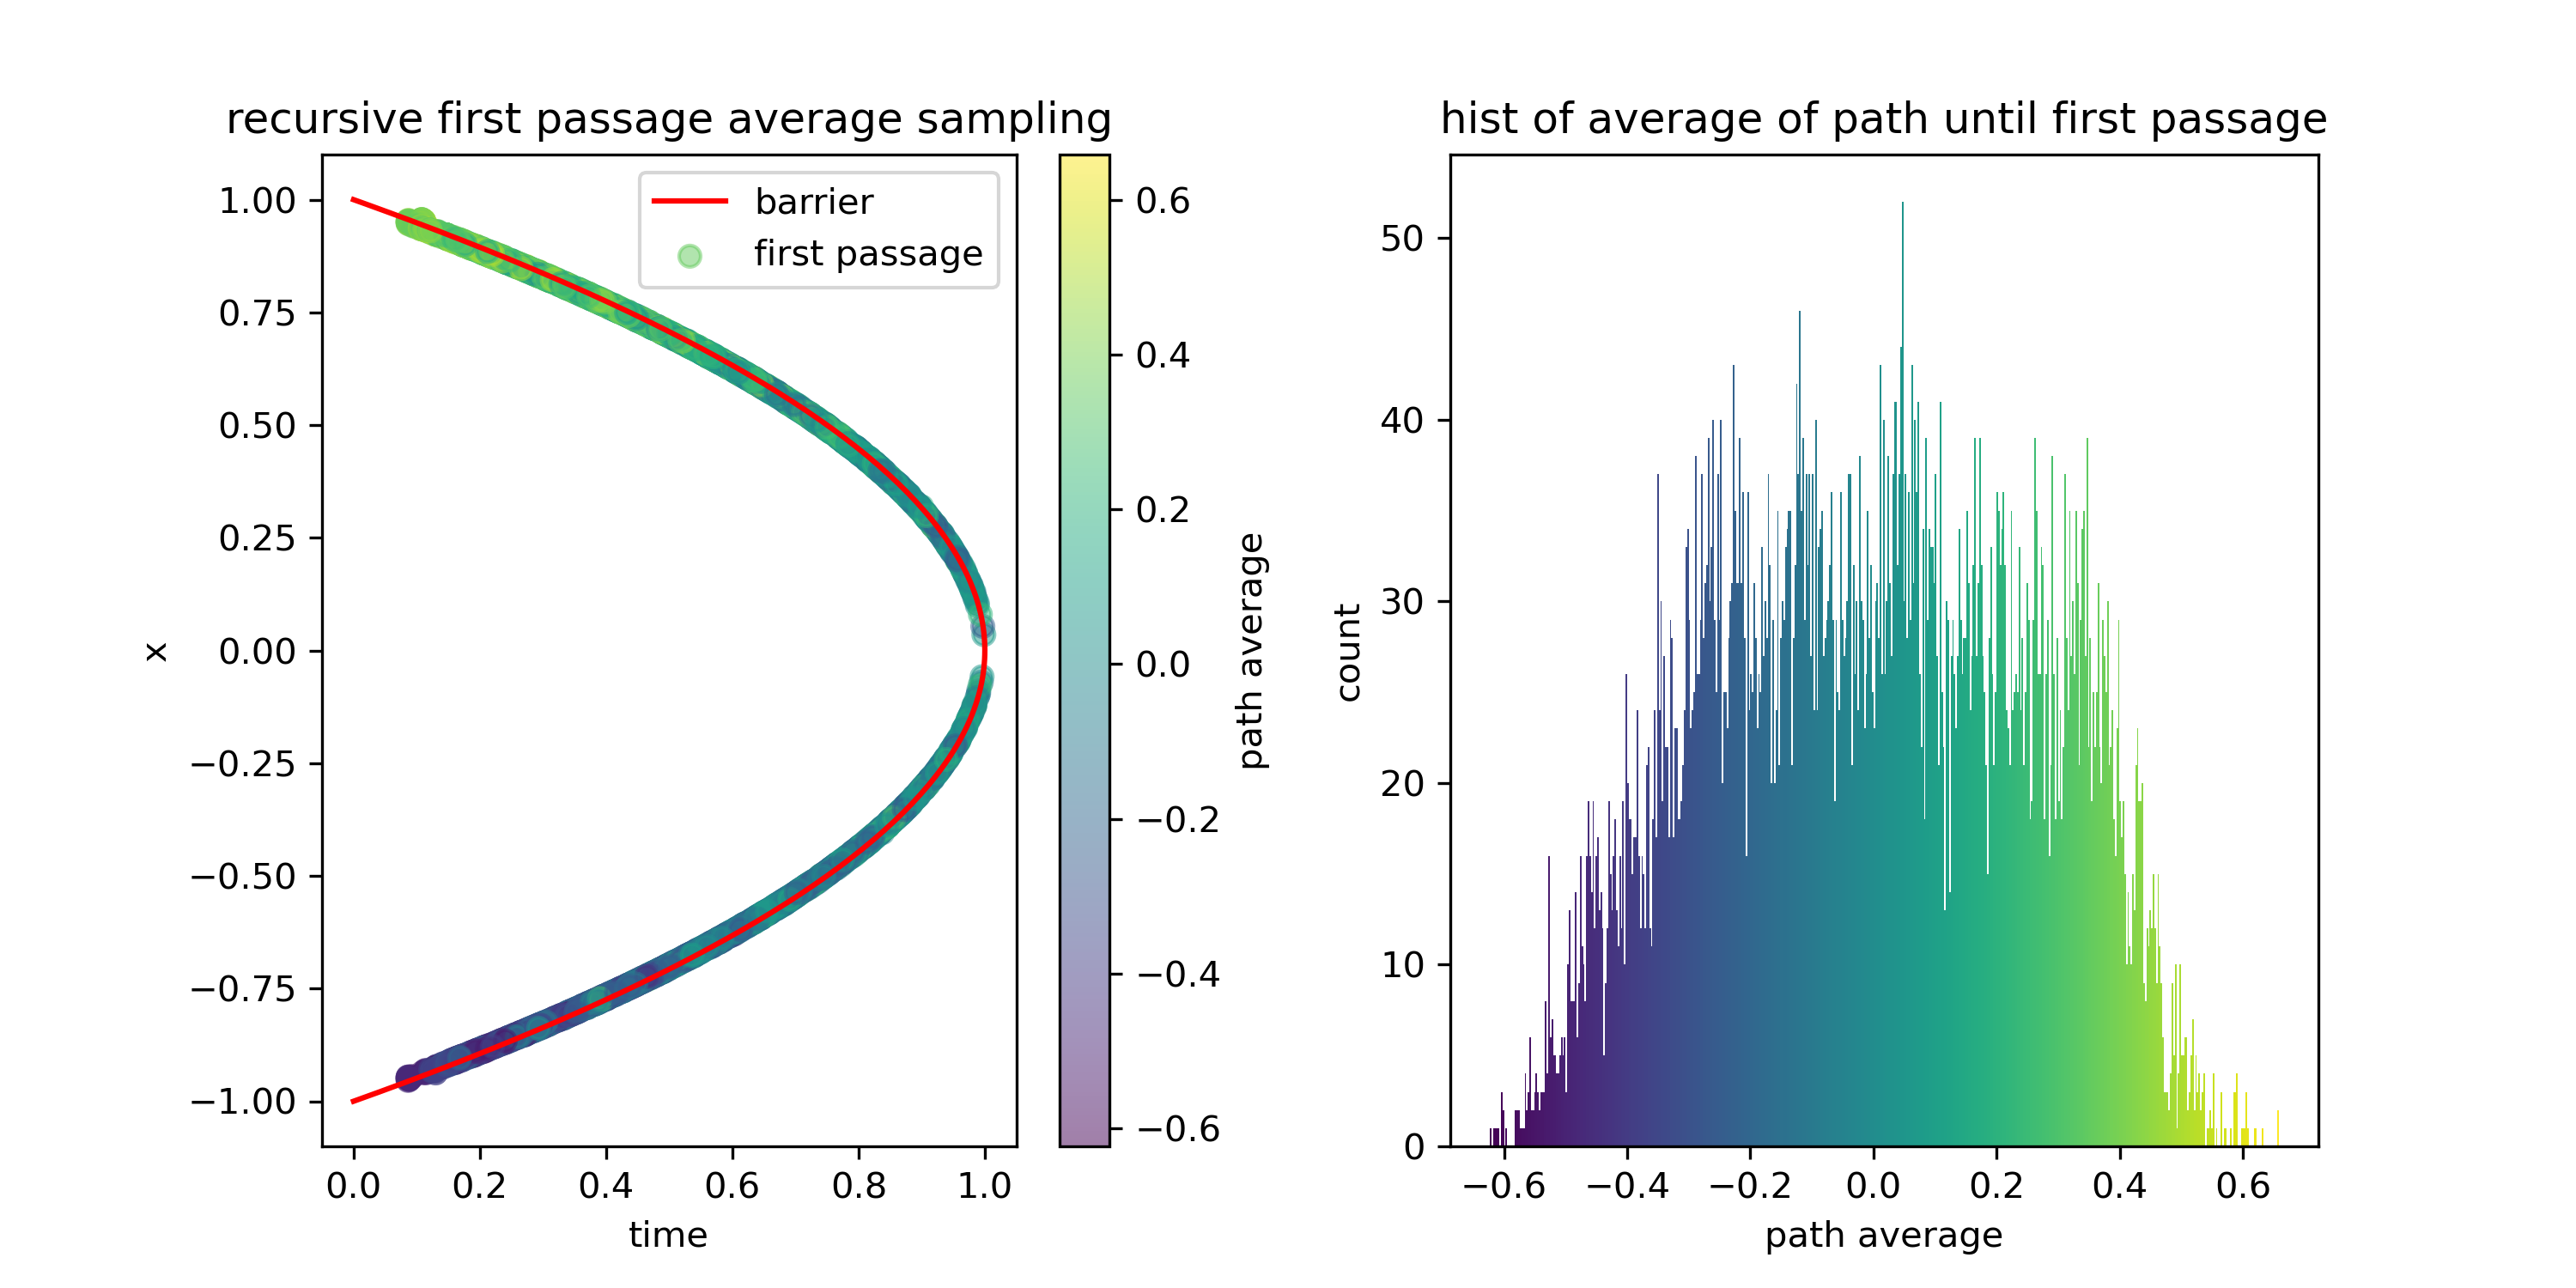 recursive first passage average sampling
barrier
first passage
1.00
0.75
0.50
0.25
0.00
−0.25
−0.50
−0.75
−1.00
x
0.0 0.2 0.4 0.6 0.8 1.0
time
0.6
0.4
0.2
0.0
−0.2
−0.4
−0.6
path average
hist of average of path until first passage
50
40
30
20
10
0
count
−0.6 −0.4 −0.2 0.0 0.2 0.4 0.6
path average